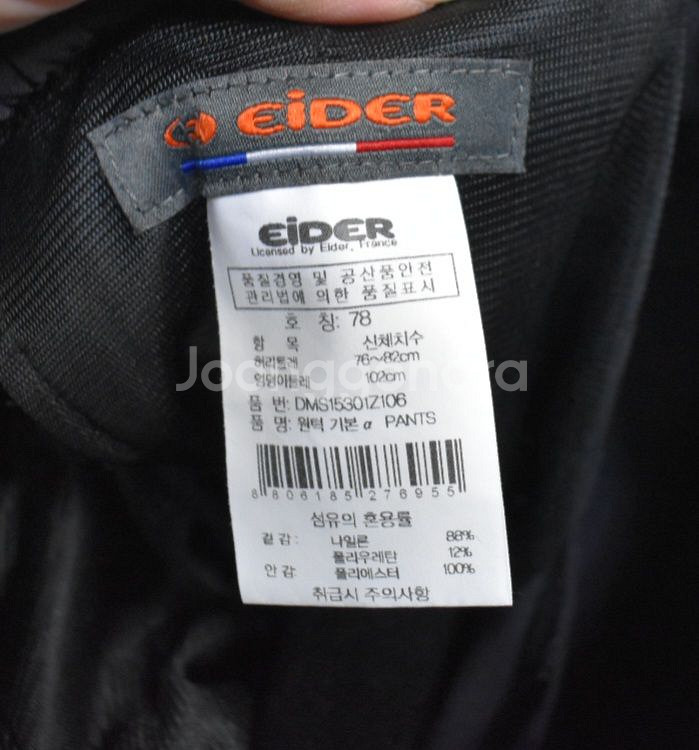 EIDER
EIDER
Licensed by Eider, France
품질경영 및 공산품안전
관리법에 의한 품질표시
호 칭: 78
항 목 신체치수
허리둘레 76~82cm
엉덩이둘레 102cm
Joonggonara
품 번: DMS15301Z106
품 명: 원턱 기본 α PANTS
8806185276955
섬유의 혼용률
겉감: 나일론 88%
폴리우레탄 12%
안감: 폴리에스터 100%
취급시 주의사항